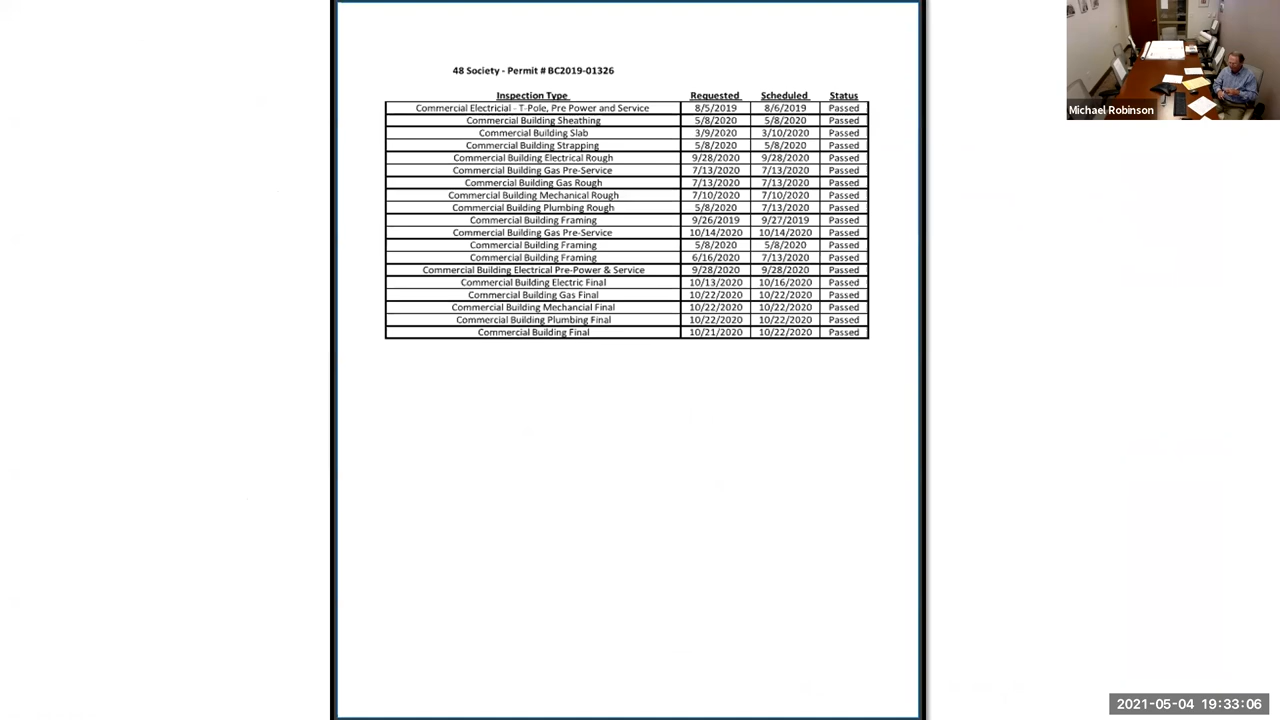 48 Society - Permit # BC2019-01326
Inspection Type Requested Scheduled Status
Commercial Electricial - T-Pole, Pre Power and Service 8/5/2019 8/6/2019 Passed
Commercial Building Sheathing 5/8/2020 5/8/2020 Passed
Commercial Building Slab 3/9/2020 3/10/2020 Passed
Commercial Building Strapping 5/8/2020 5/8/2020 Passed
Commercial Building Electrical Rough 9/28/2020 9/28/2020 Passed
Commercial Building Gas Pre-Service 7/13/2020 7/13/2020 Passed
Commercial Building Gas Rough 7/13/2020 7/13/2020 Passed
Commercial Building Mechanical Rough 7/10/2020 7/10/2020 Passed
Commercial Building Plumbing Rough 5/8/2020 7/13/2020 Passed
Commercial Building Framing 9/26/2019 9/27/2019 Passed
Commercial Building Gas Pre-Service 10/14/2020 10/14/2020 Passed
Commercial Building Framing 5/8/2020 5/8/2020 Passed
Commercial Building Framing 6/16/2020 7/13/2020 Passed
Commercial Building Electrical Pre-Power & Service 9/28/2020 9/28/2020 Passed
Commercial Building Electric Final 10/13/2020 10/16/2020 Passed
Commercial Building Gas Final 10/22/2020 10/22/2020 Passed
Commercial Building Mechancial Final 10/22/2020 10/22/2020 Passed
Commercial Building Plumbing Final 10/22/2020 10/22/2020 Passed
Commercial Building Final 10/21/2020 10/22/2020 Passed
Michael Robinson
2021-05-04 19:33:06